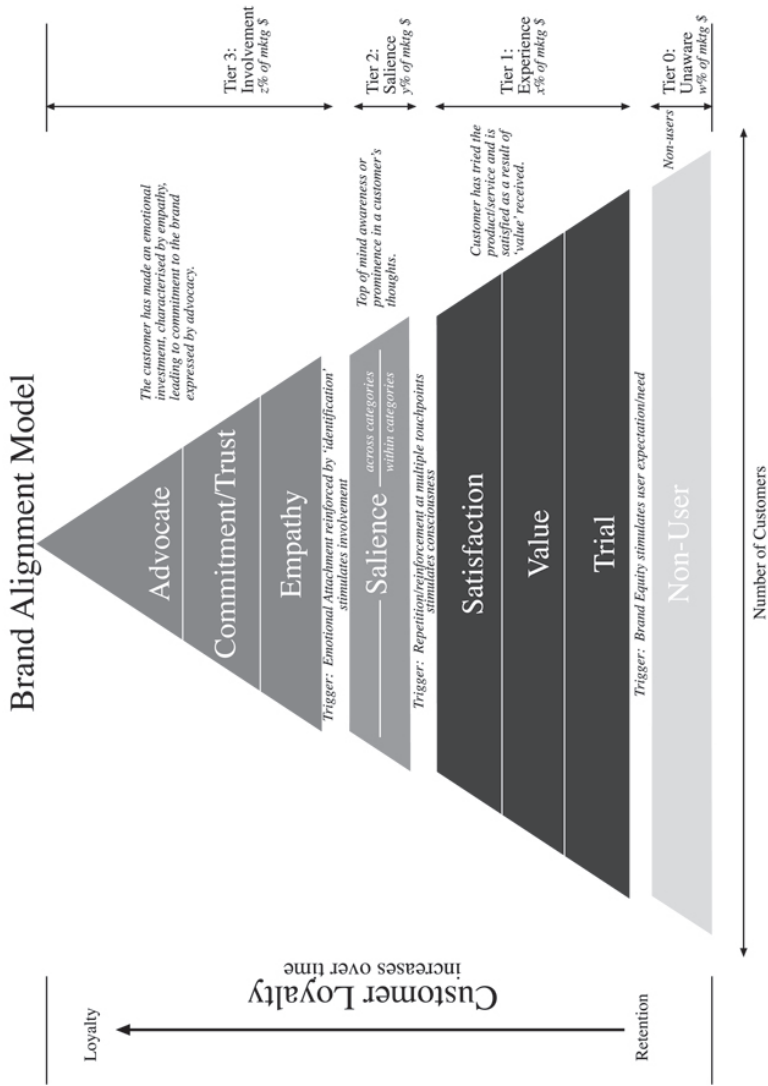 Brand Alignment Model
Tier 3:
Involvement
z% of mktg $
The customer has made an emotional
investment, characterised by empathy,
leading to commitment to the brand
expressed by advocacy.
Advocate
Commitment/Trust
Empathy
Trigger: Emotional Attachment reinforced by 'identification'
stimulates involvement
Tier 2:
Salience
y% of mktg $
Top of mind awareness or
prominence in a customer's
thoughts.
Salience
across categories
within categories
Trigger: Repetition/reinforcement at multiple touchpoints
stimulates consciousness
Tier 1:
Experience
x% of mktg $
Customer has tried the
product/service and is
satisfied as a result of
'value' received.
Satisfaction
Value
Trial
Trigger: Brand Equity stimulates user expectation/need
Tier 0:
Unaware
w% of mktg $
Non-users
Non-User
Number of Customers
Loyalty
Customer Loyalty
increases over time
Retention